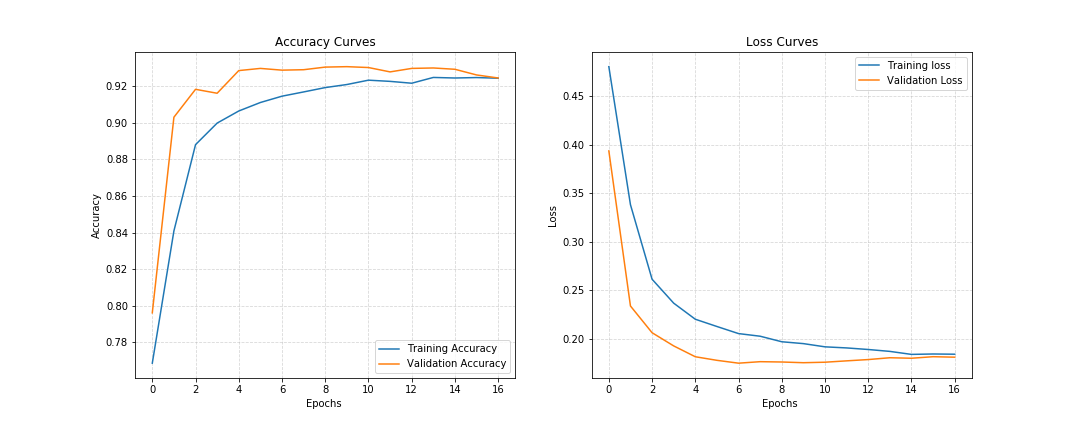 Accuracy Curves
Accuracy
0.92
0.90
0.88
0.86
0.84
0.82
0.80
0.78
Training Accuracy
Validation Accuracy
0 2 4 6 8 10 12 14 16
Epochs
Loss Curves
Loss
0.45
0.40
0.35
0.30
0.25
0.20
Training loss
Validation Loss
0 2 4 6 8 10 12 14 16
Epochs